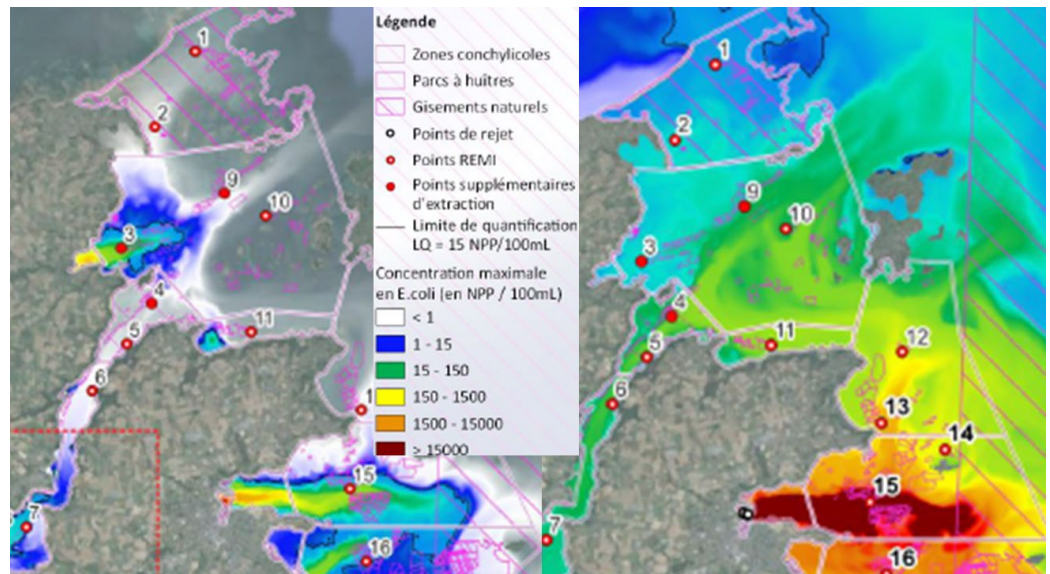 1
2
9
10
3
4
11
5
6
1
15
7
16
Légende
Zones conchylicoles
Parcs à huîtres
Gisements naturels
Points de rejet
Points REMI
Points supplémentaires
d'extraction
Limite de quantification
LQ = 15 NPP/100mL
Concentration maximale
en E.coli (en NPP / 100mL)
< 1
1 - 15
15 - 150
150 - 1500
1500 - 15000
≥ 15000
1
2
9
10
3
4
11
12
5
6
13
14
15
7
16